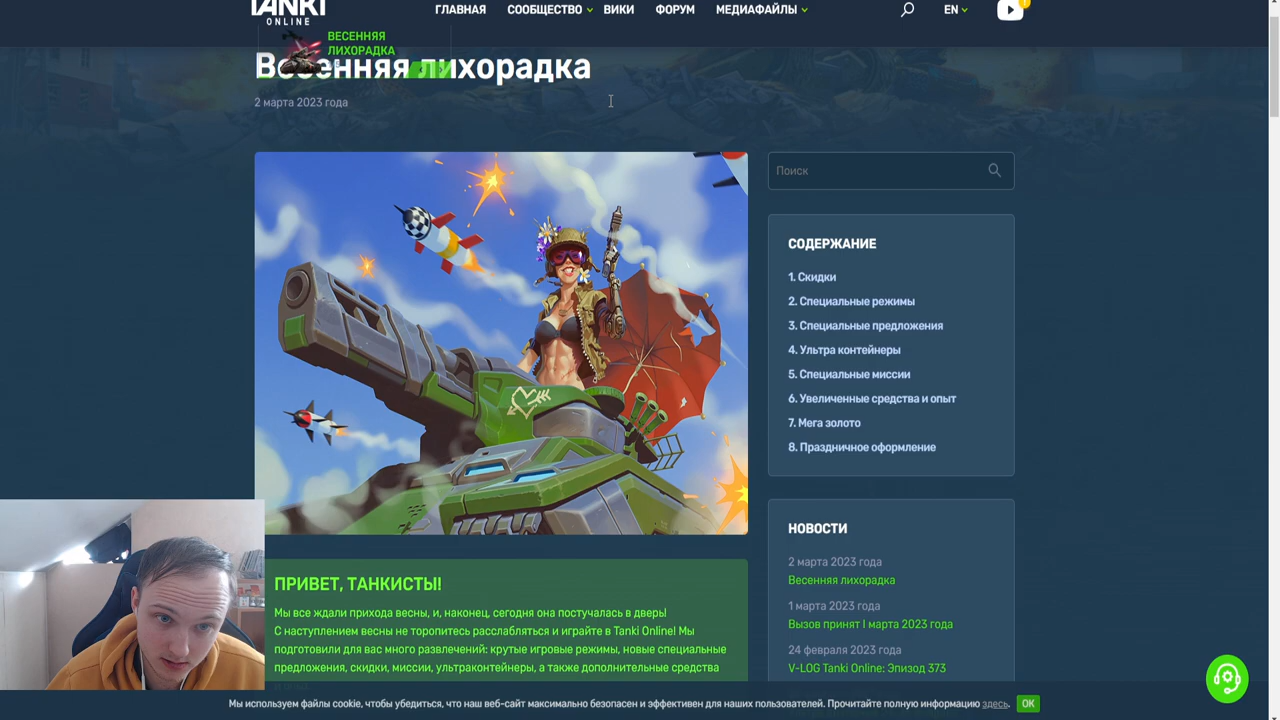 TANKI
ONLINE
ГЛАВНАЯ
СООБЩЕСТВО
ВИКИ
ФОРУМ
МЕДИАФАЙЛЫ
EN
ВЕСЕННЯЯ
ЛИХОРАДКА
Весенняя лихорадка
2 марта 2023 года
Поиск
СОДЕРЖАНИЕ
1. Скидки
2. Специальные режимы
3. Специальные предложения
4. Ультра контейнеры
5. Специальные миссии
6. Увеличенные средства и опыт
7. Мега золото
8. Праздничное оформление
НОВОСТИ
2 марта 2023 года
Весенняя лихорадка
1 марта 2023 года
Вызов принят I марта 2023 года
24 февраля 2023 года
V-LOG Tanki Online: Эпизод 373
ПРИВЕТ, ТАНКИСТЫ!
Мы все ждали прихода весны, и, наконец, сегодня она постучалась в дверь!
С наступлением весны не торопитесь расслабляться и играйте в Tanki Online! Мы
подготовили для вас много развлечений: крутые игровые режимы, новые специальные
предложения, скидки, миссии, ультраконтейнеры, а также дополнительные средства
Мы используем файлы cookie, чтобы убедиться, что наш веб-сайт максимально безопасен и эффективен для наших пользователей. Прочитайте полную информацию здесь.
OK